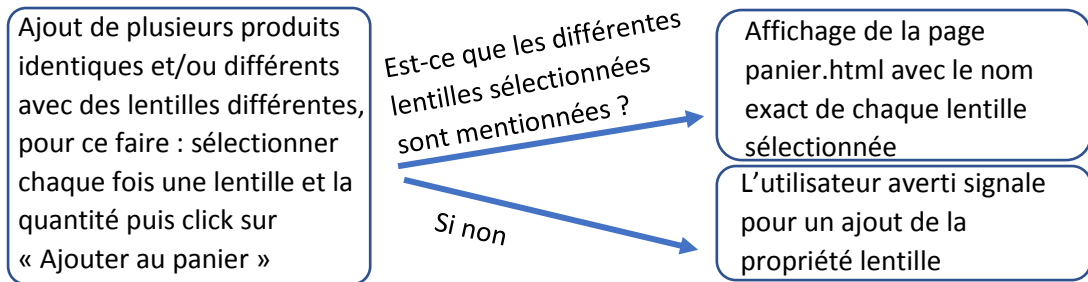 Ajout de plusieurs produits
identiques et/ou différents
avec des lentilles différentes,
pour ce faire : sélectionner
chaque fois une lentille et la
quantité puis click sur
« Ajouter au panier »
Est-ce que les différentes
lentilles sélectionnées
sont mentionnées ?
Si non
Affichage de la page
panier.html avec le nom
exact de chaque lentille
sélectionnée
L’utilisateur averti signale
pour un ajout de la
propriété lentille